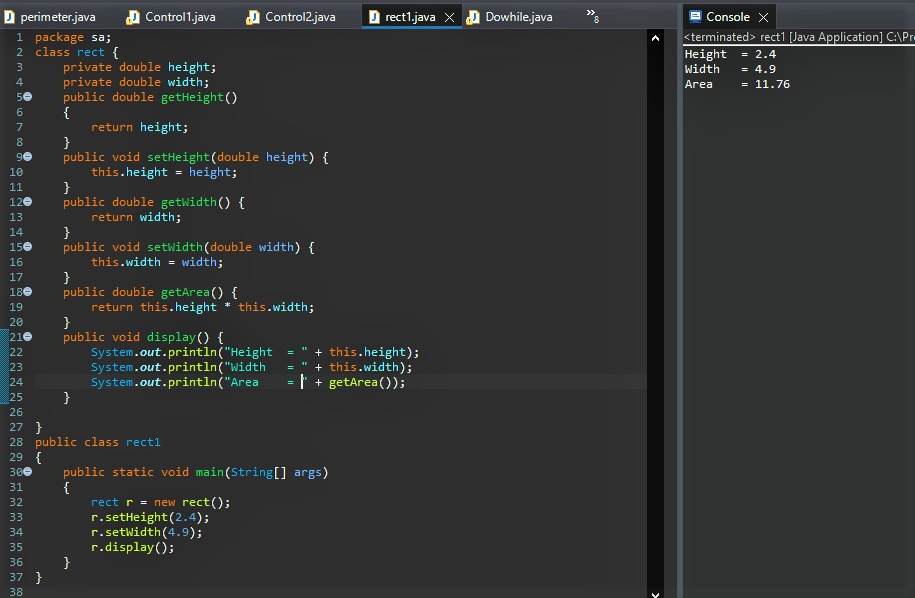 perimeter.java Control1.java Control2.java rect1.java Dowhile.java »8
1 package sa;
2 class rect {
3     private double height;
4     private double width;
5     public double getHeight()
6     {
7         return height;
8     }
9     public void setHeight(double height) {
10         this.height = height;
11     }
12     public double getWidth() {
13         return width;
14     }
15     public void setWidth(double width) {
16         this.width = width;
17     }
18     public double getArea() {
19         return this.height * this.width;
20     }
21     public void display() {
22         System.out.println("Height  = " + this.height);
23         System.out.println("Width   = " + this.width);
24         System.out.println("Area    = " + getArea());
25     }
26
27 }
28 public class rect1
29 {
30     public static void main(String[] args)
31     {
32         rect r = new rect();
33         r.setHeight(2.4);
34         r.setWidth(4.9);
35         r.display();
36     }
37 }
38
Console
<terminated> rect1 [Java Application] C:\Pr
Height  = 2.4
Width   = 4.9
Area    = 11.76